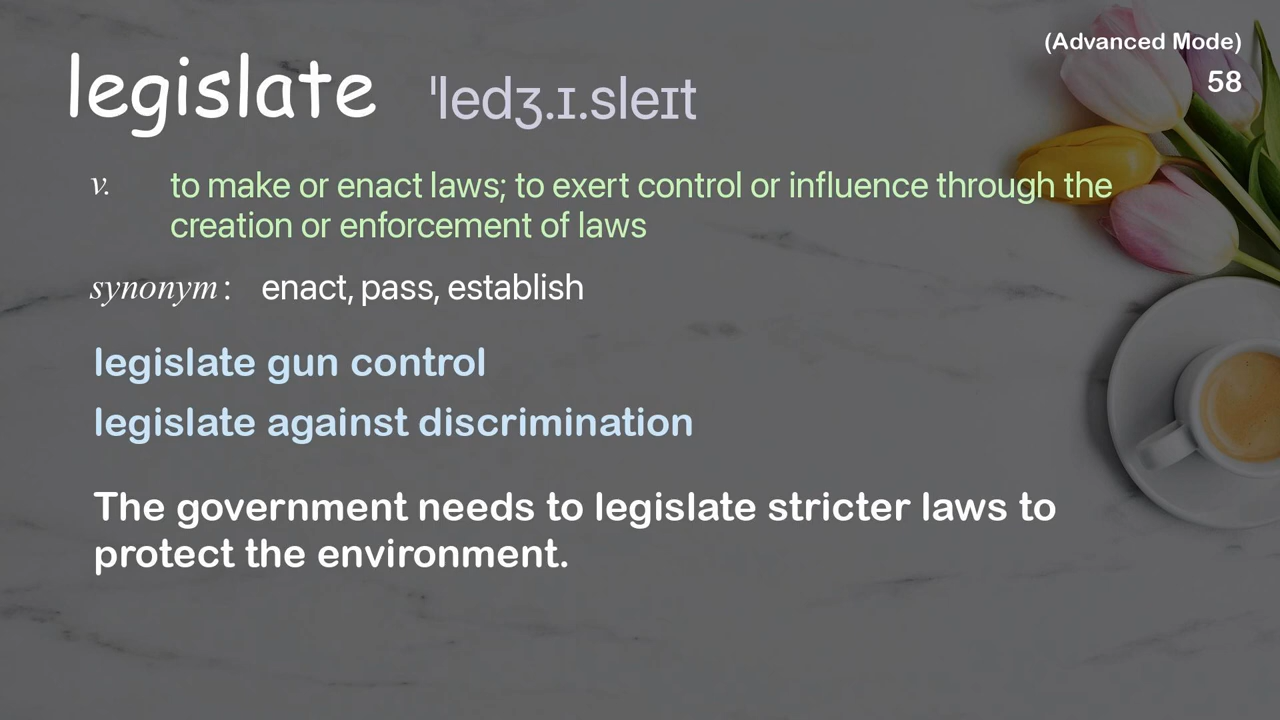 (Advanced Mode)
legislate ˈledʒ.ɪ.sleɪt
58
v. to make or enact laws; to exert control or influence through the
creation or enforcement of laws
synonym: enact, pass, establish
legislate gun control
legislate against discrimination
The government needs to legislate stricter laws to
protect the environment.